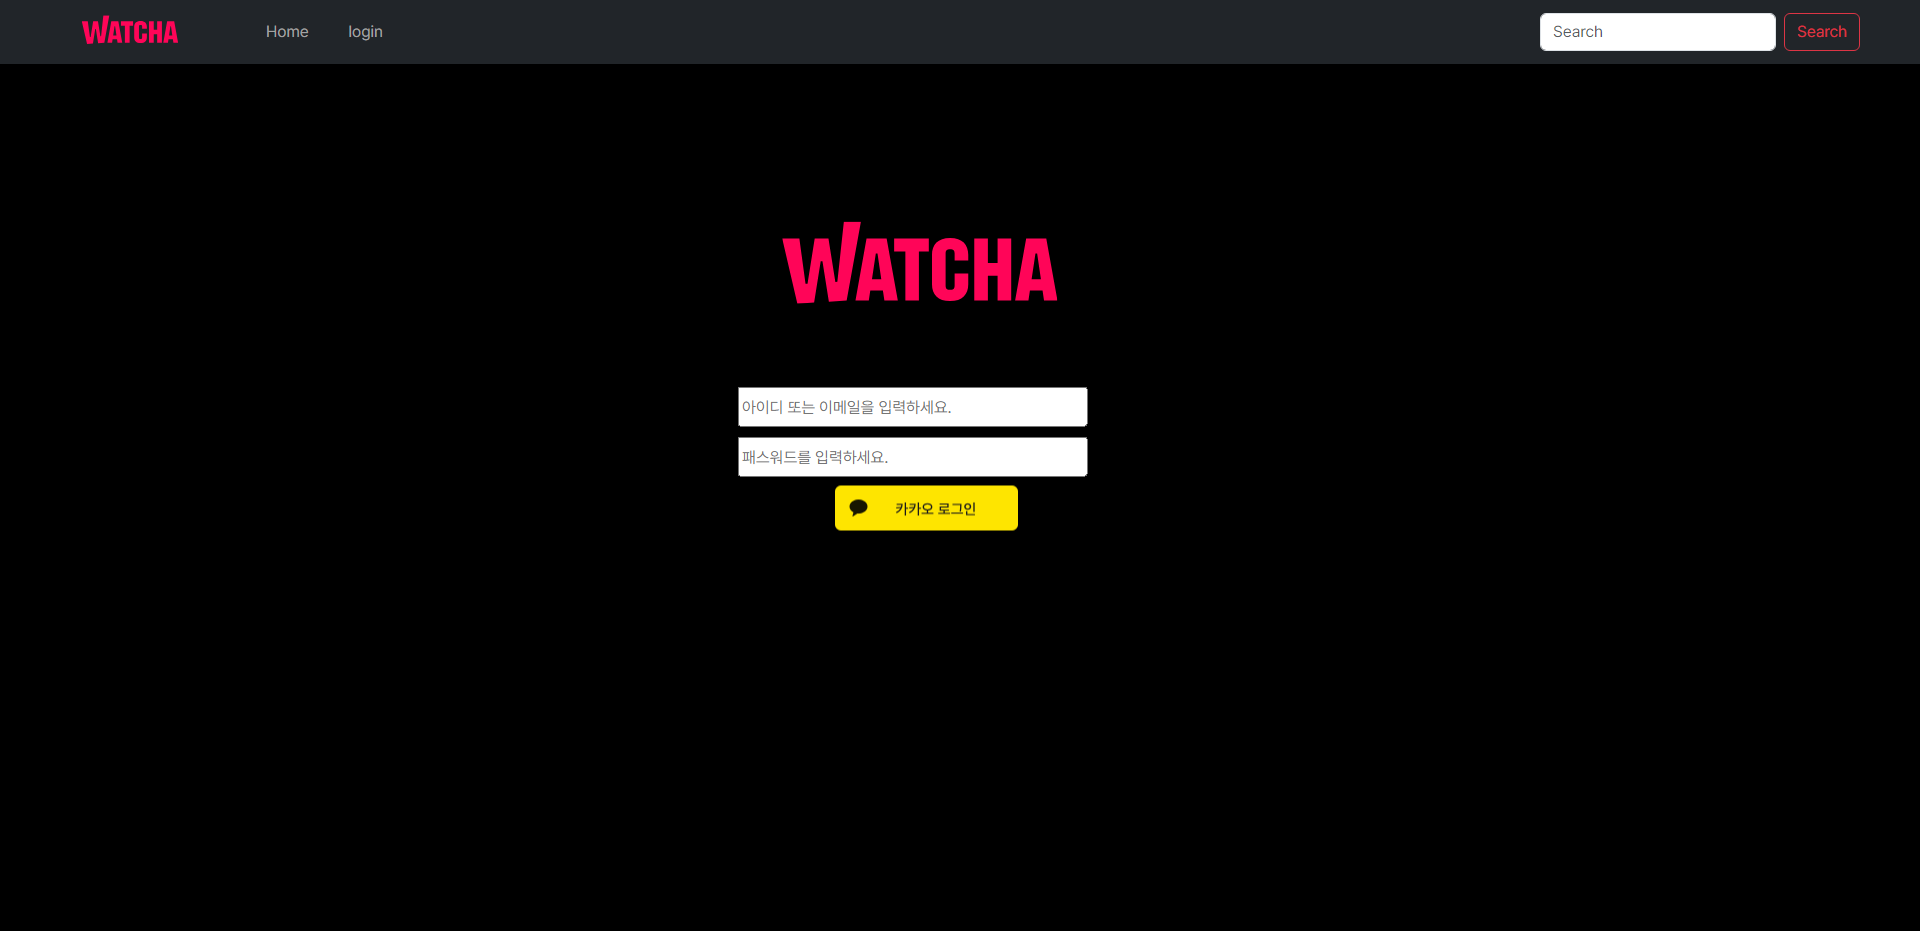 WATCHA
Home
login
Search
Search
WATCHA
아이디 또는 이메일을 입력하세요.
패스워드를 입력하세요.
카카오 로그인